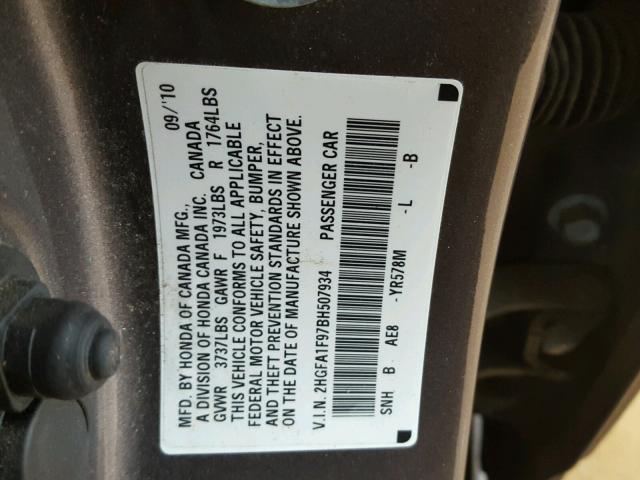 MFD. BY HONDA OF CANADA MFG., 09/'10
A DIVISION OF HONDA CANADA INC. CANADA
GVWR 3737LBS GAWR F 1973LBS R 1764LBS
THIS VEHICLE CONFORMS TO ALL APPLICABLE
FEDERAL MOTOR VEHICLE SAFETY, BUMPER,
AND THEFT PREVENTION STANDARDS IN EFFECT
ON THE DATE OF MANUFACTURE SHOWN ABOVE.
V.I.N. 2HGFA1F97BH507934 PASSENGER CAR
SNH B AE8 -YR578M -L -B